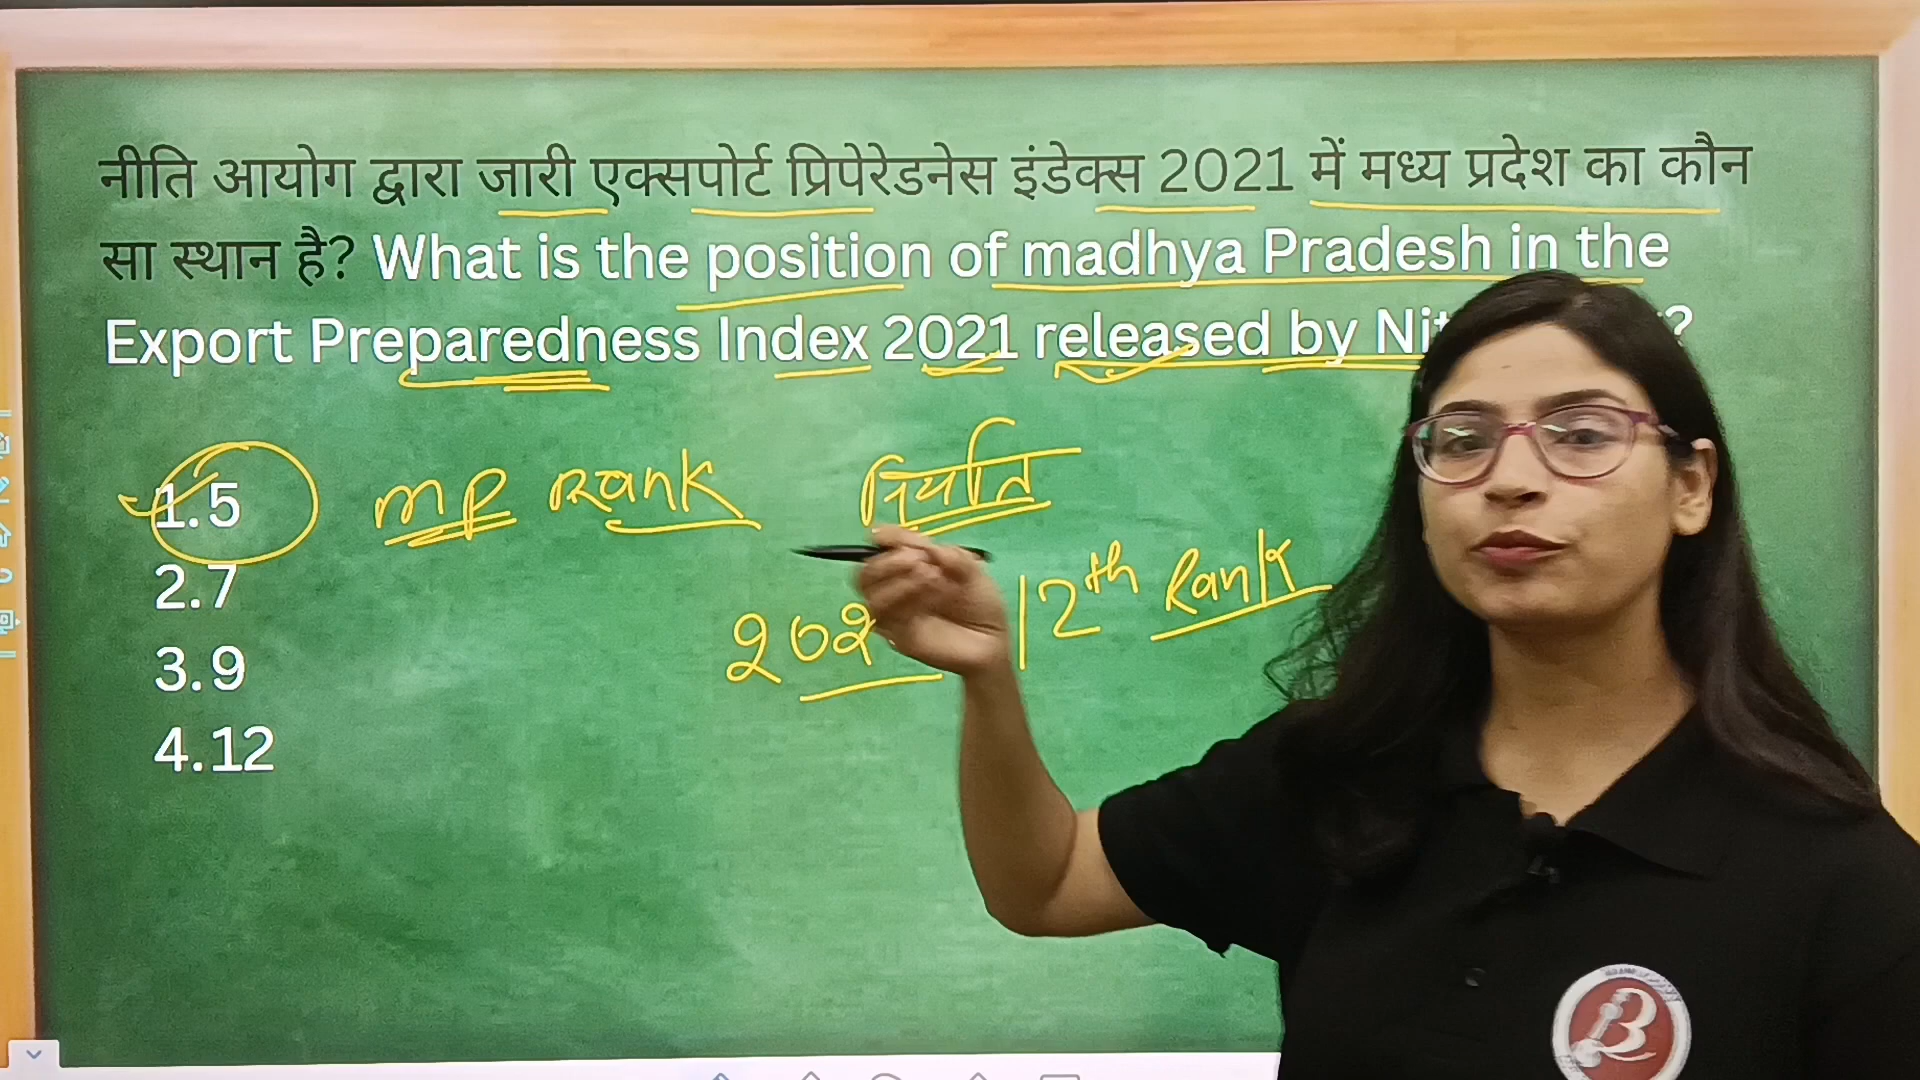 नीति आयोग द्वारा जारी एक्सपोर्ट प्रिपेरेडनेस इंडेक्स 2021 में मध्य प्रदेश का कौन
सा स्थान है? What is the position of madhya Pradesh in the
Export Preparedness Index 2021 released by ?
1.5 MP Rank निर्यात
2.7 12th Rank
3.9
4.12